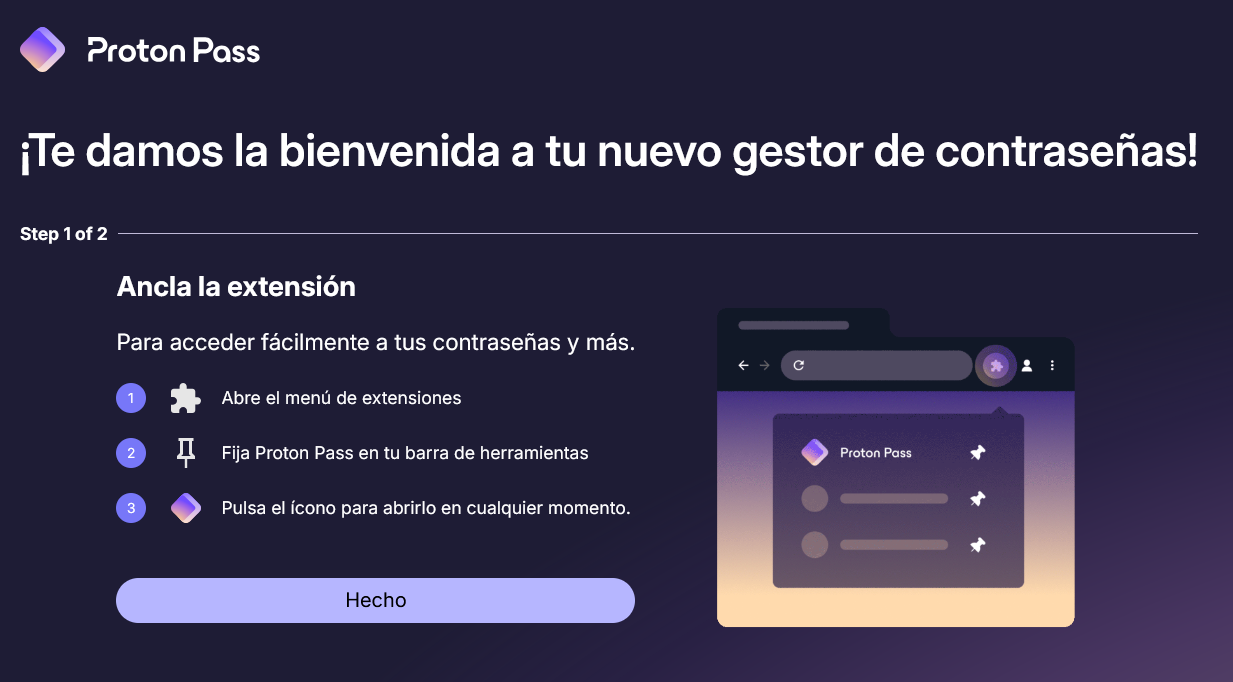 Proton Pass
¡Te damos la bienvenida a tu nuevo gestor de contraseñas!
Step 1 of 2
Ancla la extensión
Para acceder fácilmente a tus contraseñas y más.
1 Abre el menú de extensiones
2 Fija Proton Pass en tu barra de herramientas
3 Pulsa el ícono para abrirlo en cualquier momento.
Hecho
Proton Pass